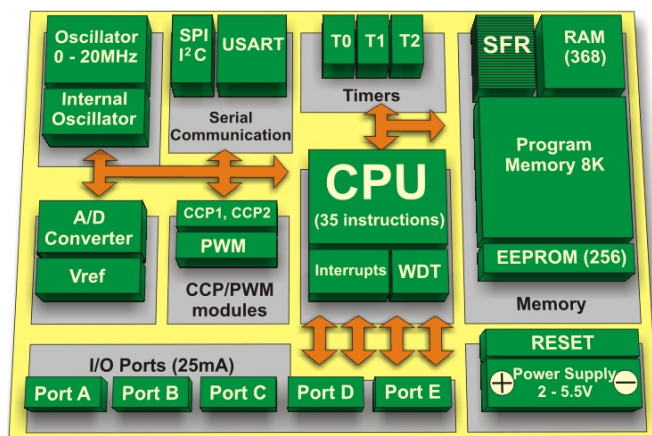 Oscillator
0 - 20MHz
Internal
Oscillator
SPI
I²C
USART
Serial
Communication
T0 T1 T2
Timers
SFR
RAM
(368)
Program
Memory 8K
EEPROM (256)
Memory
CPU
(35 instructions)
Interrupts
WDT
A/D
Converter
Vref
CCP1, CCP2
PWM
CCP/PWM
modules
I/O Ports (25mA)
Port A Port B Port C Port D Port E
RESET
+ Power Supply −
2 - 5.5V